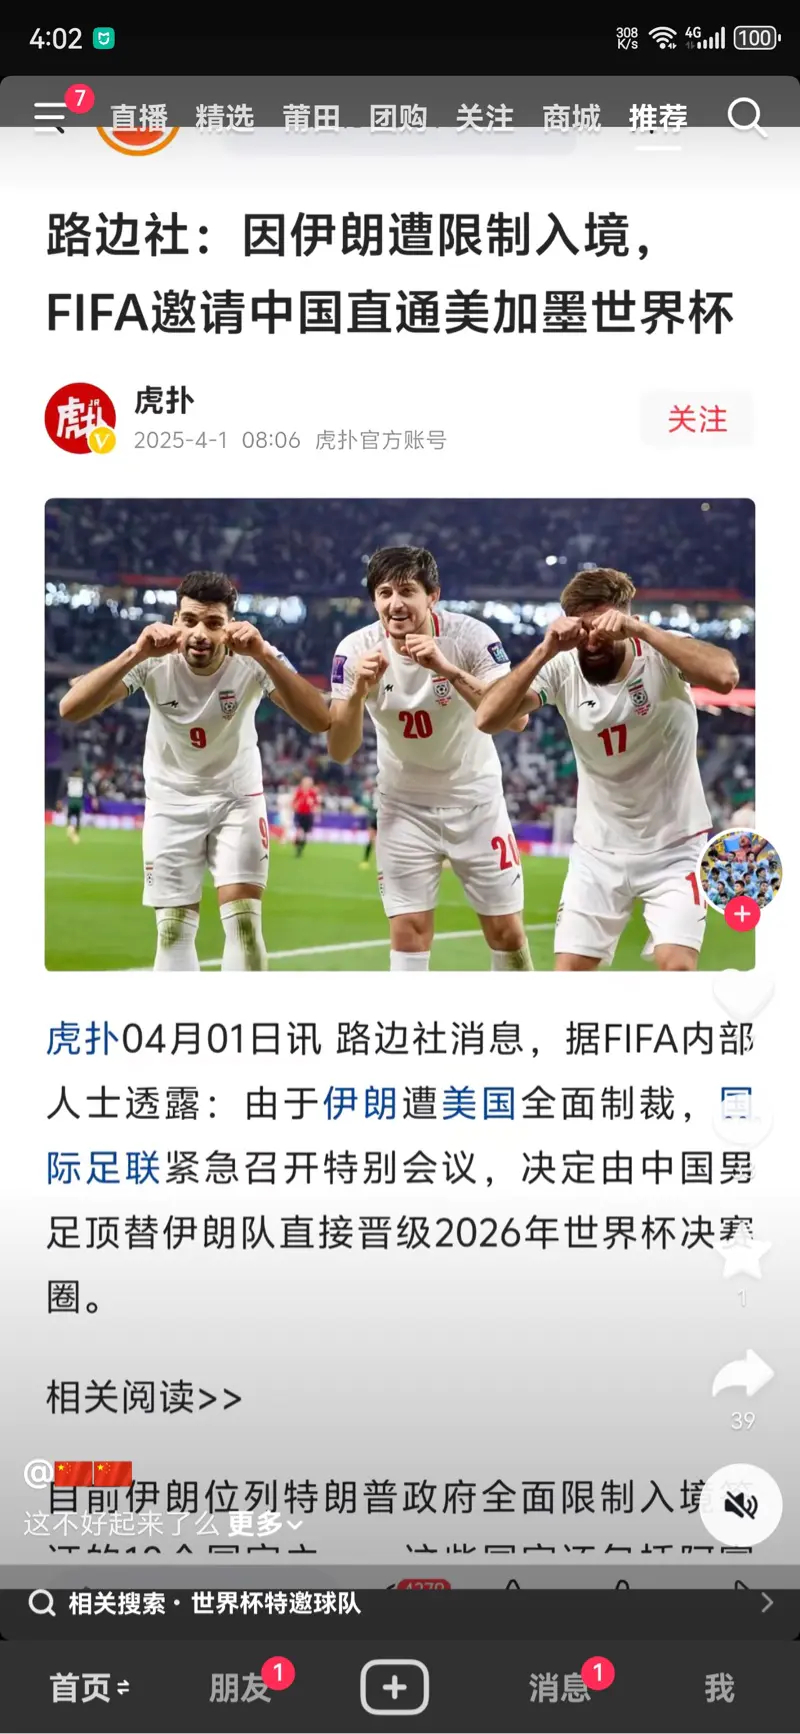 4:02
308
K/s
4G
100
7
直播 精选 莆田 团购 关注 商城 推荐
路边社：因伊朗遭限制入境，
FIFA邀请中国直通美加墨世界杯
虎扑
JR
V
虎扑
2025-4-1 08:06 虎扑官方账号
关注
9
20
17
9
虎扑04月01日讯 路边社消息，据FIFA内部
人士透露：由于伊朗遭美国全面制裁，国
际足联紧急召开特别会议，决定由中国男
足顶替伊朗队直接晋级2026年世界杯决赛
圈。
1
相关阅读>>
39
@
目前伊朗位列特朗普政府全面限制入境
这不好起来了么 更多
相关搜索· 世界杯特邀球队
首页
朋友
1
消息
1
我